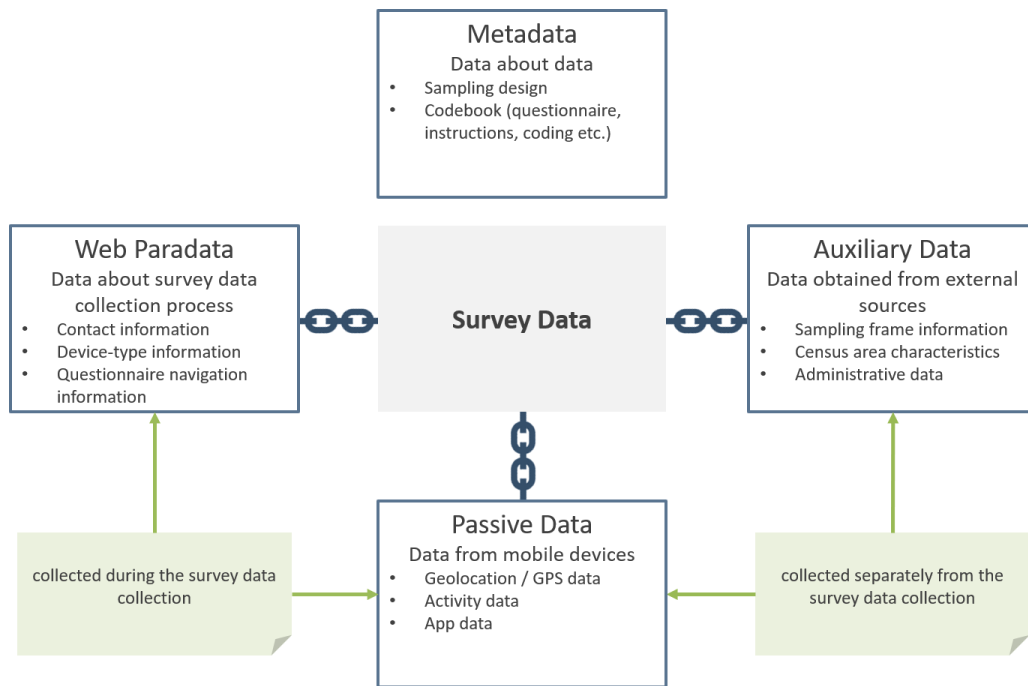 Metadata
Data about data
• Sampling design
• Codebook (questionnaire,
instructions, coding etc.)
Web Paradata
Data about survey data
collection process
• Contact information
• Device-type information
• Questionnaire navigation
information
Survey Data
Auxiliary Data
Data obtained from external
sources
• Sampling frame information
• Census area characteristics
• Administrative data
Passive Data
Data from mobile devices
• Geolocation / GPS data
• Activity data
• App data
collected during the survey data
collection
collected separately from the
survey data collection